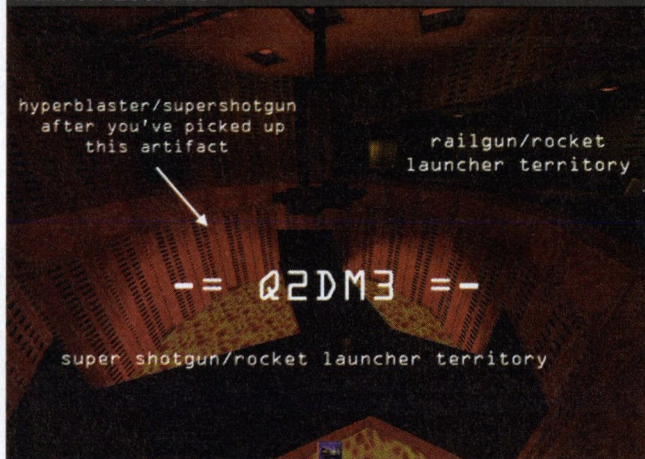 hyperblaster/supershotgun
after you've picked up
this artifact
railgun/rocket
launcher territory
-= Q2DM3 =-
super shotgun/rocket launcher territory